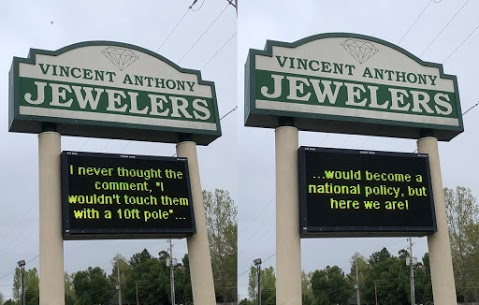 VINCENT ANTHONY
JEWELERS
I never thought the
comment, "I
wouldn't touch them
with a 10ft pole"...
VINCENT ANTHONY
JEWELERS
...would become a
national policy, but
here we are!